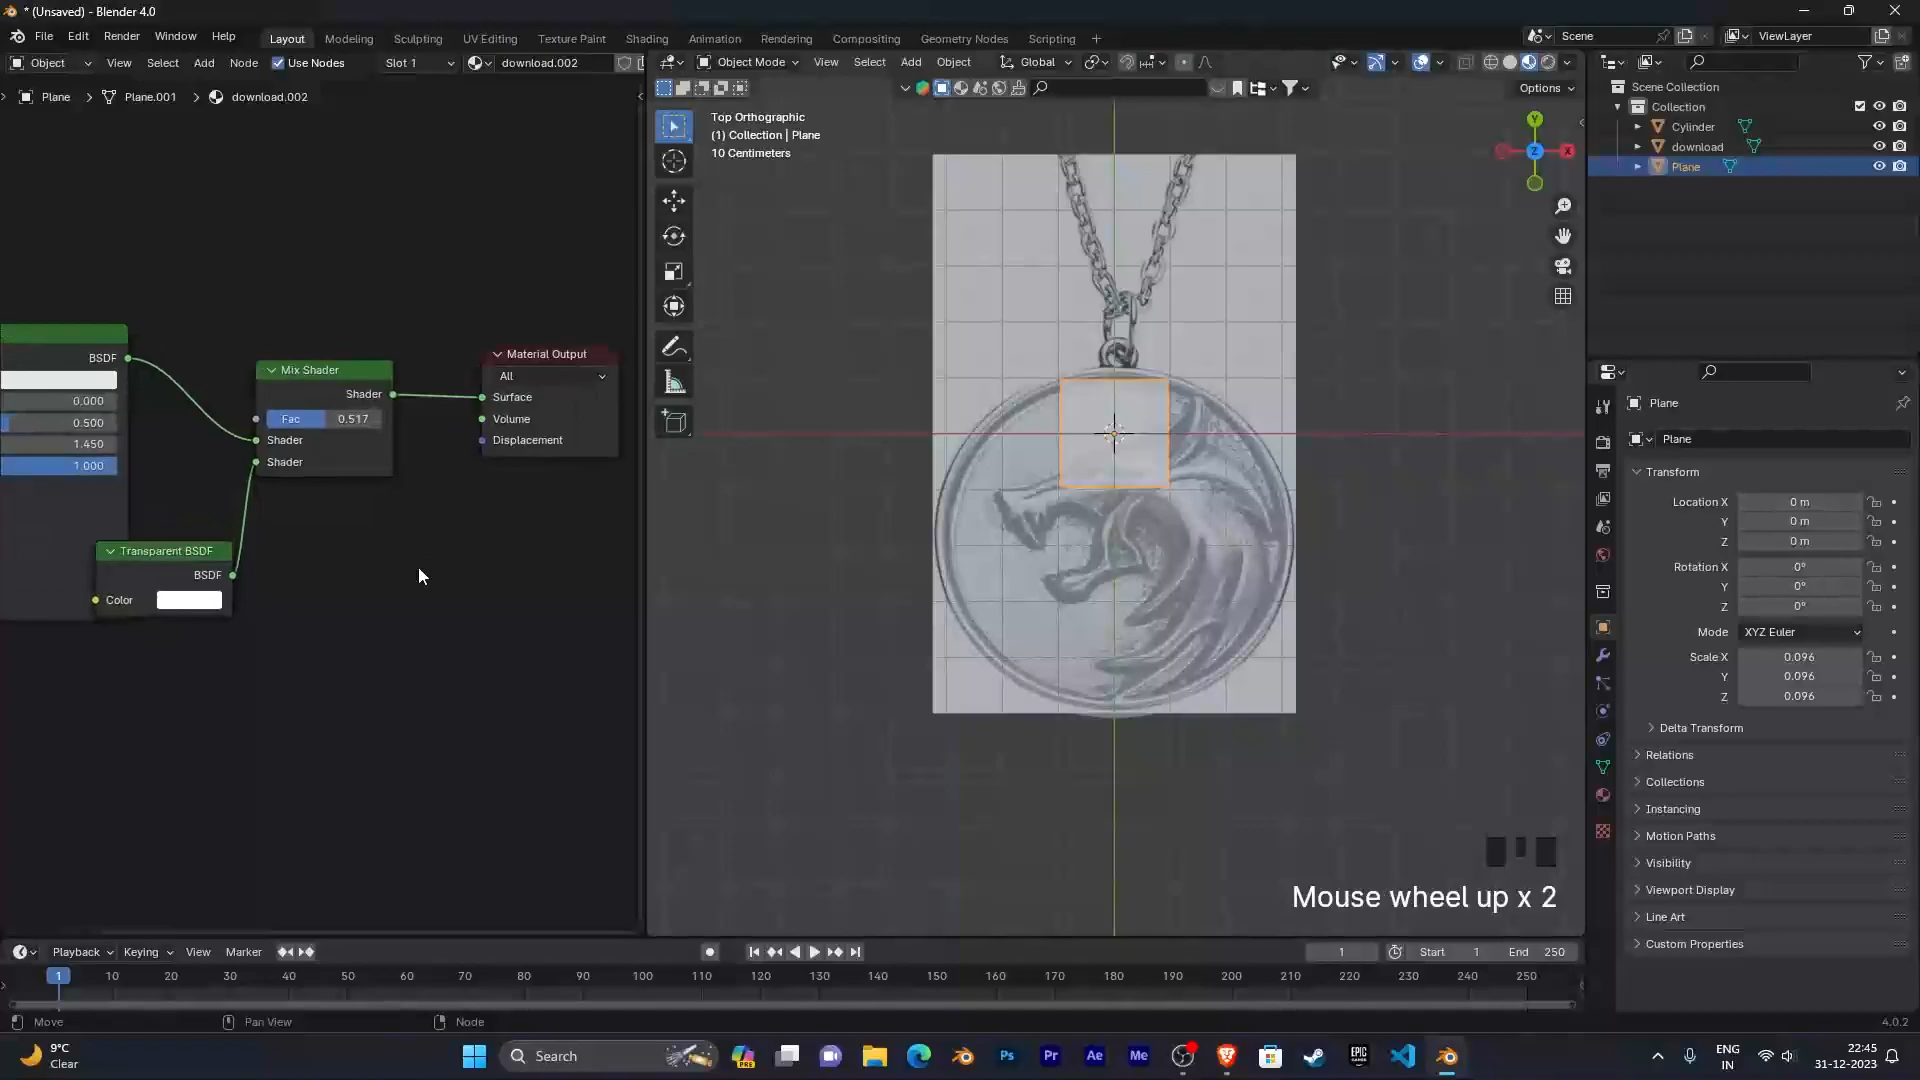 * (Unsaved) - Blender 4.0
File Edit Render Window Help Layout Modeling Sculpting UV Editing Texture Paint Shading Animation Rendering Compositing Geometry Nodes Scripting + Scene ViewLayer
Object View Select Add Node Use Nodes Slot 1 download.002
Object Mode View Select Add Object Global
Plane > Plane.001 > download.002
Options
Top Orthographic
(1) Collection | Plane
10 Centimeters
Y
Z
X
Scene Collection
Collection
Cylinder
download
Plane
BSDF
0.000
0.500
1.450
1.000
Mix Shader
Shader
Fac 0.517
Shader
Shader
Material Output
All
Surface
Volume
Displacement
Transparent BSDF
BSDF
Color
Plane
Plane
Transform
Location X 0 m
Y 0 m
Z 0 m
Rotation X 0°
Y 0°
Z 0°
Mode XYZ Euler
Scale X 0.096
Y 0.096
Z 0.096
Delta Transform
Relations
Collections
Instancing
Motion Paths
Visibility
Viewport Display
Line Art
Custom Properties
Mouse wheel up x 2
Playback Keying View Marker 1 Start 1 End 250
1 10 20 30 40 50 60 70 80 90 100 110 120 130 140 150 160 170 180 190 200 210 220 230 240 250
Move Pan View Node 4.0.2
9°C
Clear
Search
PRE
Ps Pr Ae Me
EPIC
ENG
IN
22:45
31-12-2023